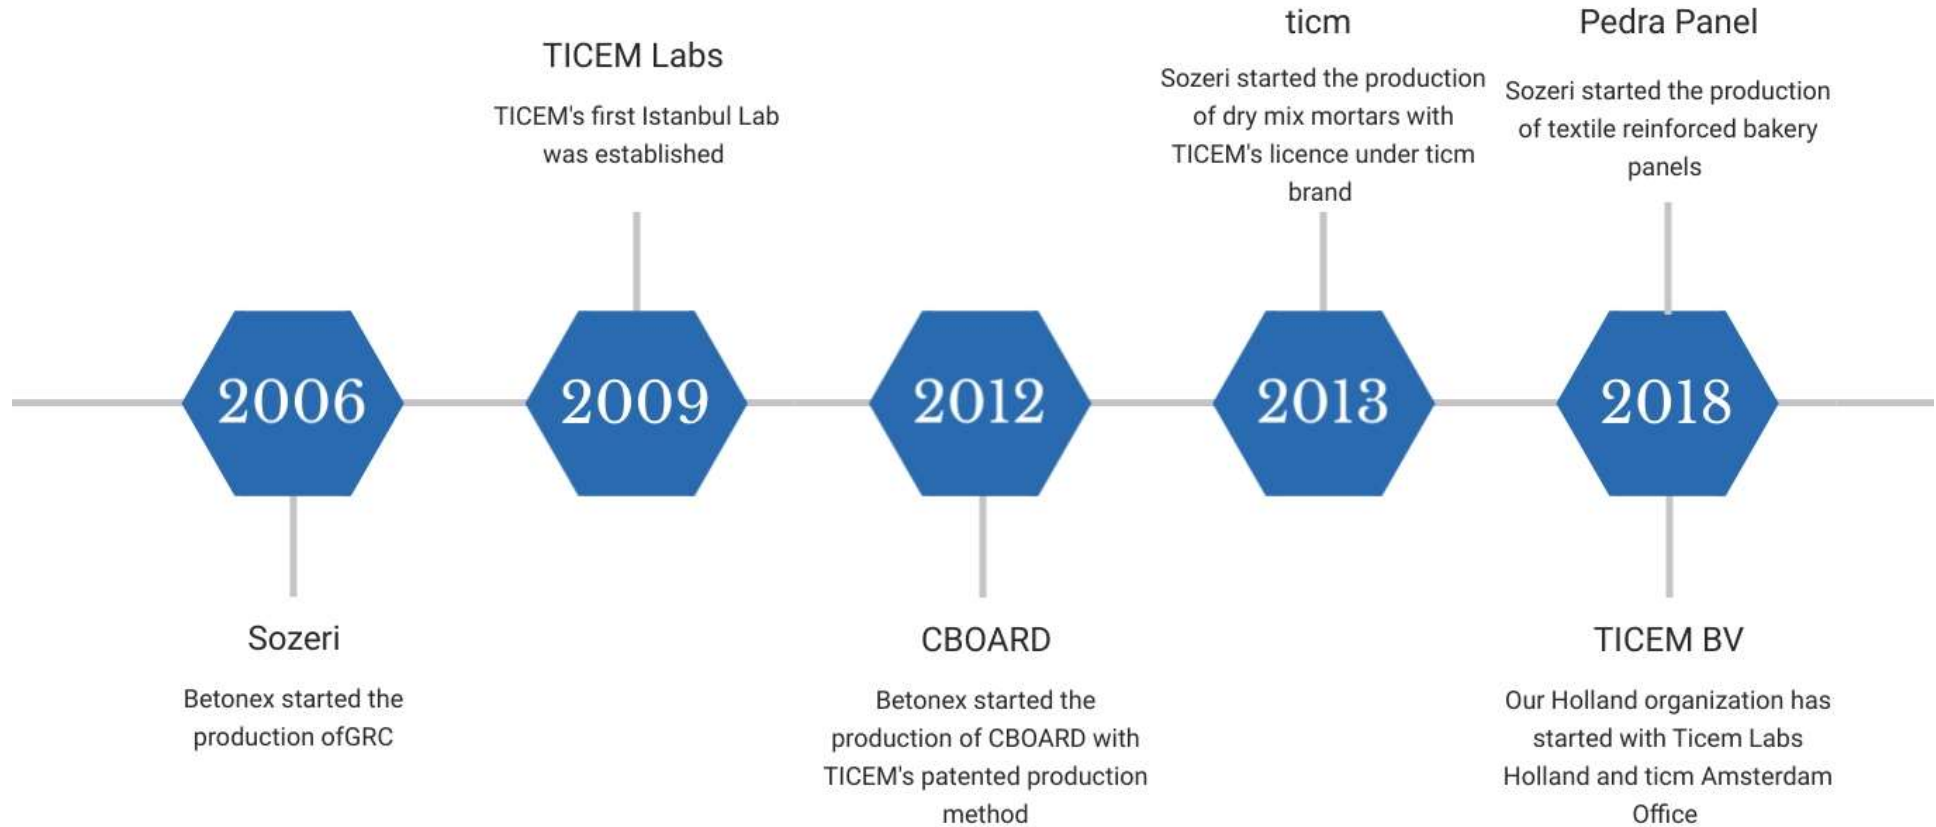 2006
Sozeri
Betonex started the
production ofGRC
TICEM Labs
TICEM's first Istanbul Lab
was established
2009
2012
CBOARD
Betonex started the
production of CBOARD with
TICEM's patented production
method
ticm
Sozeri started the production
of dry mix mortars with
TICEM's licence under ticm
brand
2013
Pedra Panel
Sozeri started the production
of textile reinforced bakery
panels
2018
TICEM BV
Our Holland organization has
started with Ticem Labs
Holland and ticm Amsterdam
Office